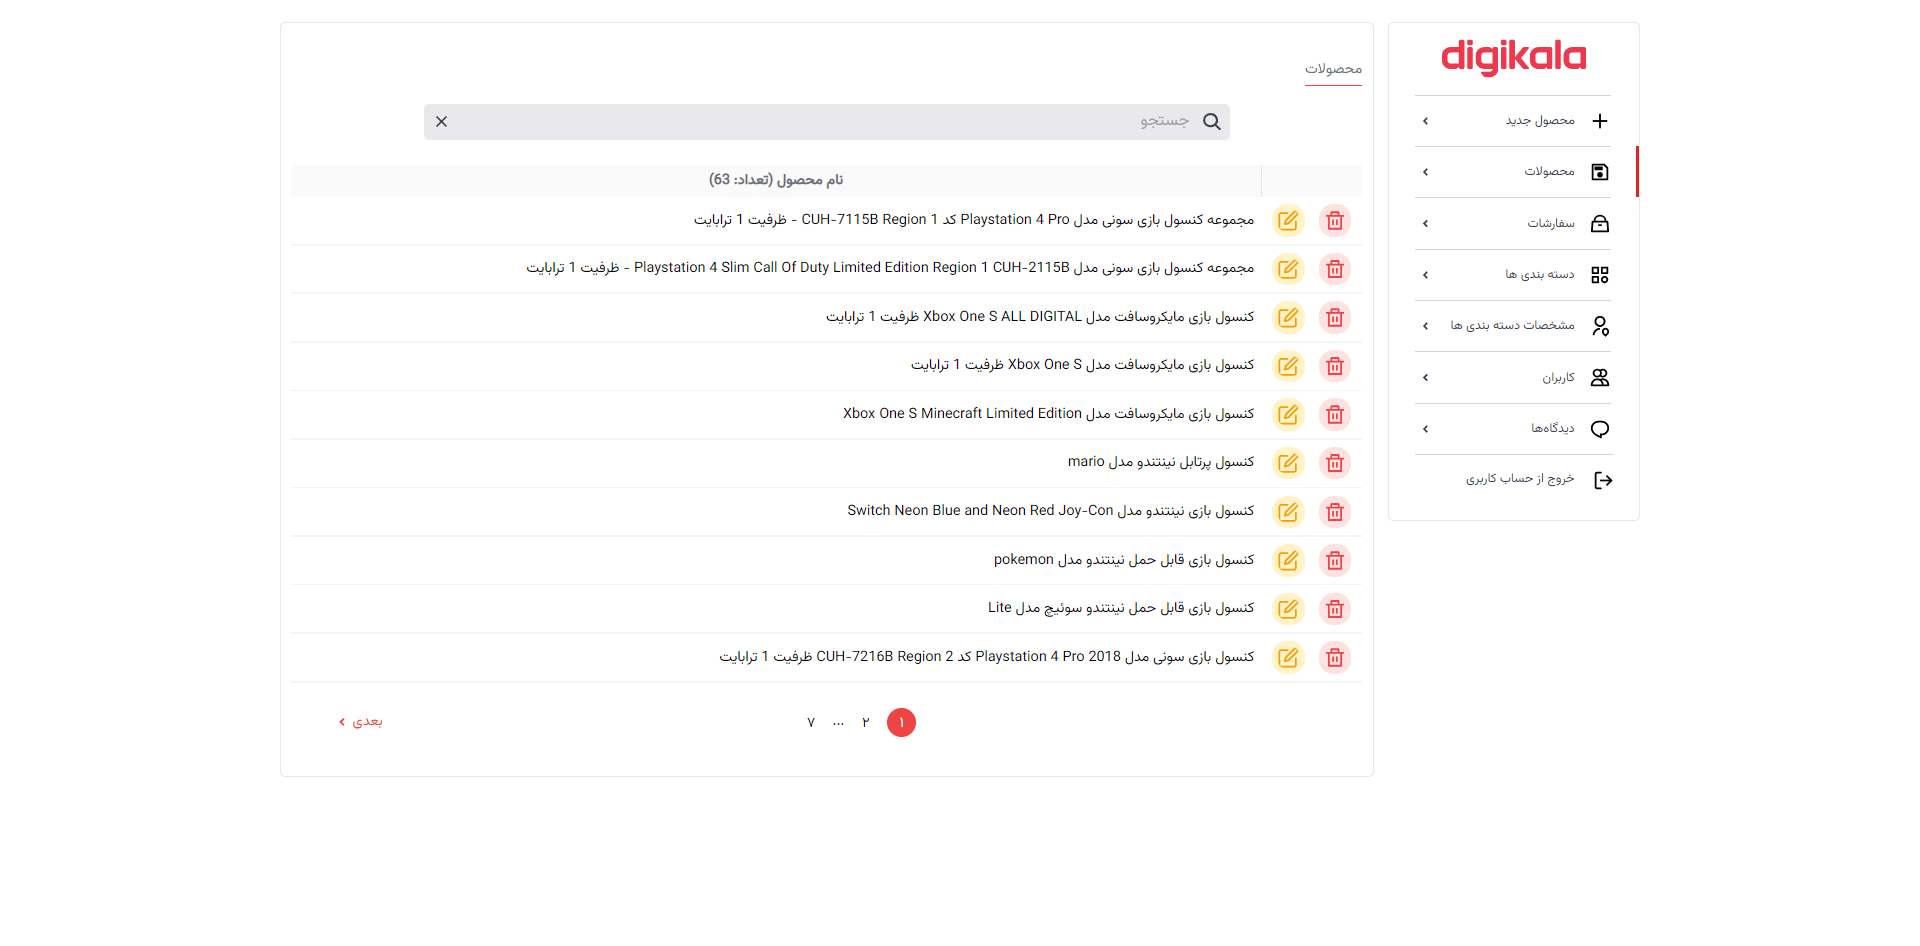 digikala
محصول جدید
محصولات
سفارشات
دسته بندی ها
مشخصات دسته بندی ها
کاربران
دیدگاه‌ها
خروج از حساب کاربری
محصولات
جستجو
نام محصول (تعداد: 63)
مجموعه کنسول بازی سونی مدل Playstation 4 Pro کد CUH-7115B Region 1 - ظرفیت 1 ترابایت
مجموعه کنسول بازی سونی مدل Playstation 4 Slim Call Of Duty Limited Edition Region 1 CUH-2115B - ظرفیت 1 ترابایت
کنسول بازی مایکروسافت مدل Xbox One S ALL DIGITAL ظرفیت 1 ترابایت
کنسول بازی مایکروسافت مدل Xbox One S ظرفیت 1 ترابایت
کنسول بازی مایکروسافت مدل Xbox One S Minecraft Limited Edition
کنسول پرتابل نینتندو مدل mario
کنسول بازی نینتندو مدل Switch Neon Blue and Neon Red Joy-Con
کنسول بازی قابل حمل نینتندو مدل pokemon
کنسول بازی قابل حمل نینتندو سوئیچ مدل Lite
کنسول بازی سونی مدل Playstation 4 Pro 2018 کد CUH-7216B Region 2 ظرفیت 1 ترابایت
۱ ۲ ... ۷ بعدی